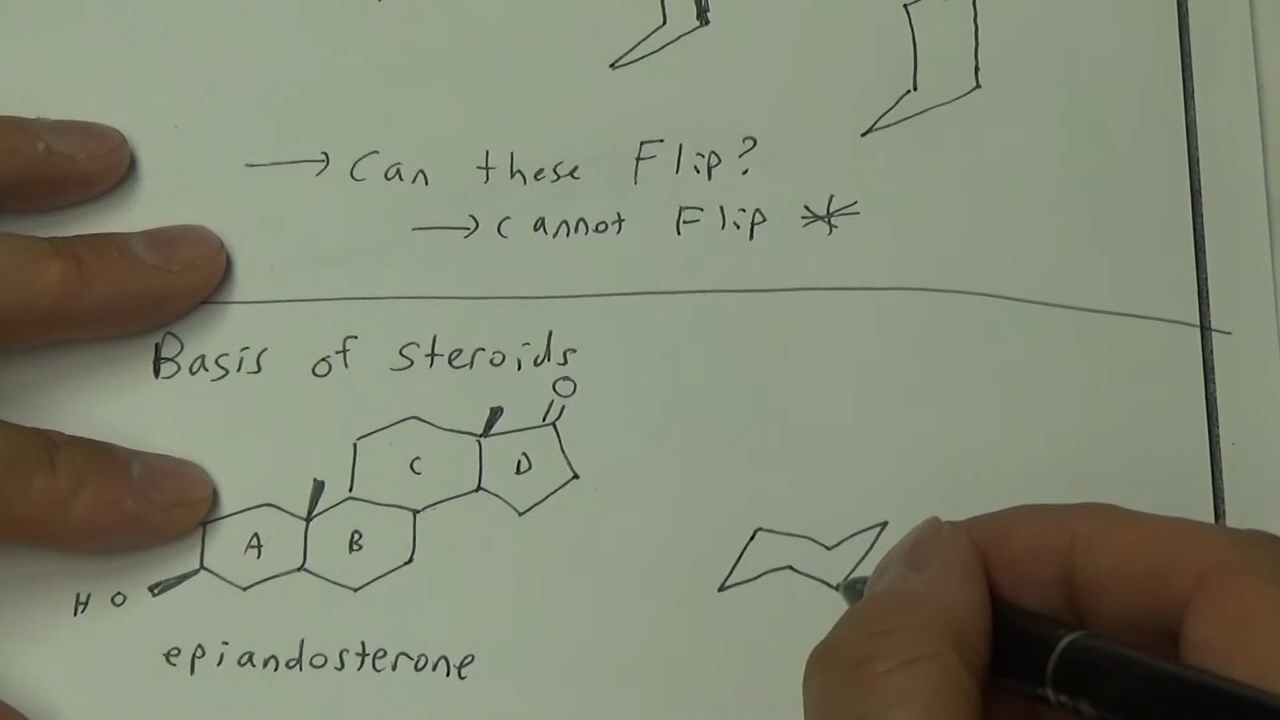 → Can these Flip?
→ Cannot Flip *
Basis of steroids
O
C D
A B
HO
epiandosterone